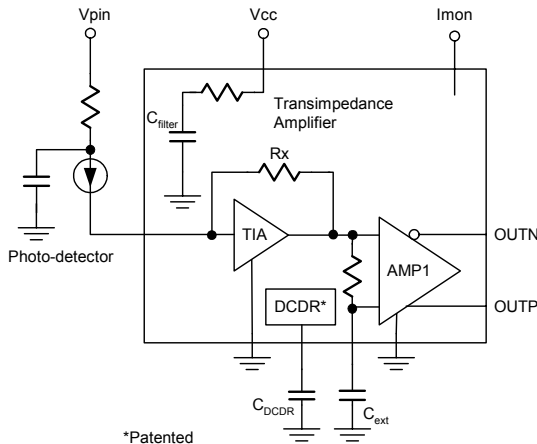 Vpin
Vcc
Imon
Transimpedance
Amplifier
Cfilter
Rx
TIA
OUTN
Photo-detector
AMP1
DCDR*
OUTP
CDCDR
Cext
*Patented